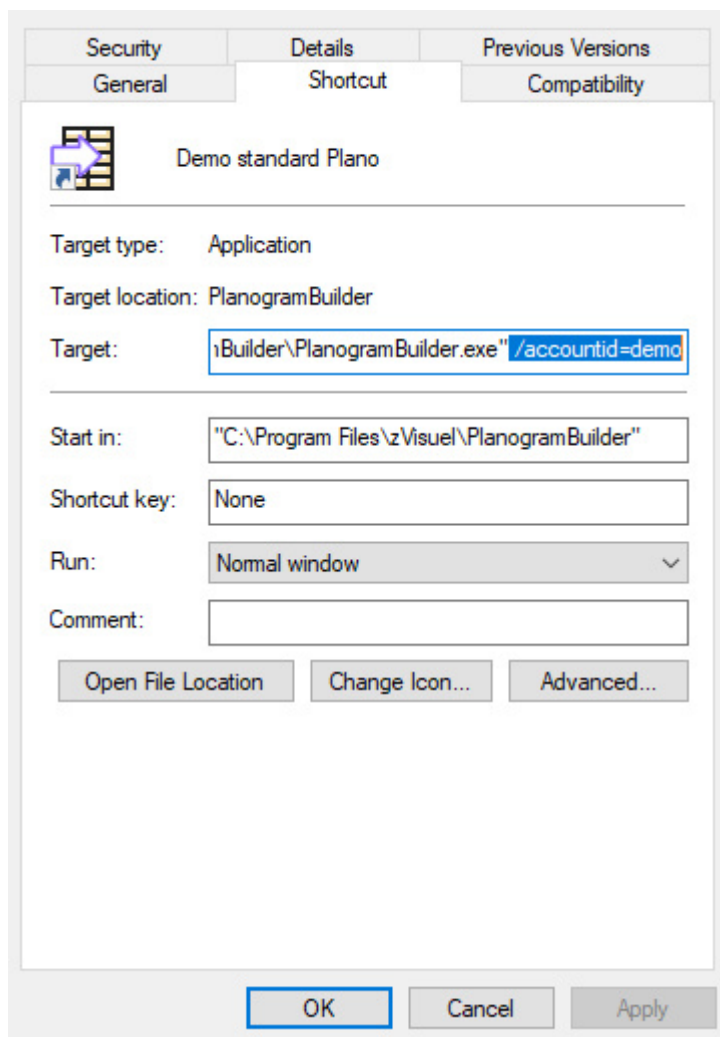 Security Details Previous Versions
General Shortcut Compatibility
Demo standard Plano
Target type: Application
Target location: PlanogramBuilder
Target: ıBuilder\PlanogramBuilder.exe" /accountid=demo
Start in: "C:\Program Files\zVisuel\PlanogramBuilder"
Shortcut key: None
Run: Normal window
Comment:
Open File Location Change Icon... Advanced...
OK Cancel Apply